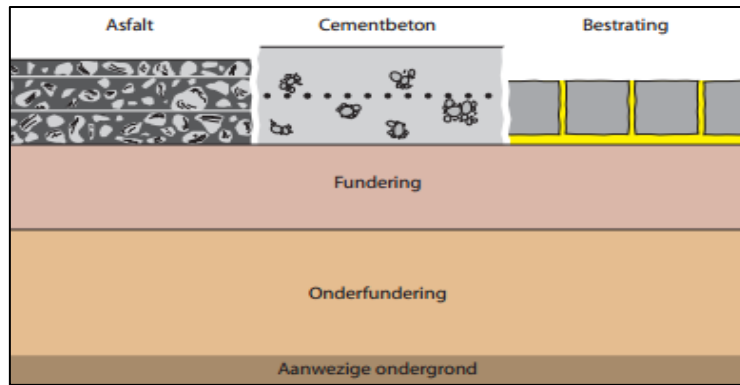 Asfalt Cementbeton Bestrating
Fundering
Onderfundering
Aanwezige ondergrond